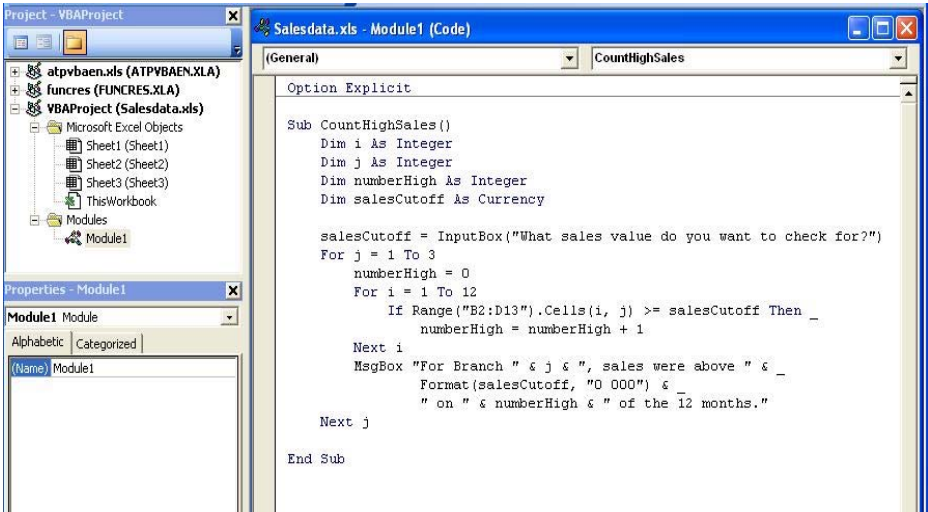 Project - VBAProject
atpvbaen.xls (ATPVBAEN.XLA)
funcres (FUNCRES.XLA)
VBAProject (Salesdata.xls)
Microsoft Excel Objects
Sheet1 (Sheet1)
Sheet2 (Sheet2)
Sheet3 (Sheet3)
ThisWorkbook
Modules
Module1
Properties - Module1
Module1 Module
Alphabetic Categorized
(Name) Module1
Salesdata.xls - Module1 (Code)
(General) CountHighSales
Option Explicit
Sub CountHighSales()
Dim i As Integer
Dim j As Integer
Dim numberHigh As Integer
Dim salesCutoff As Currency
salesCutoff = InputBox("What sales value do you want to check for?")
For j = 1 To 3
numberHigh = 0
For i = 1 To 12
If Range("B2:D13").Cells(i, j) >= salesCutoff Then _
numberHigh = numberHigh + 1
Next i
MsgBox "For Branch " & j & ", sales were above " & _
Format(salesCutoff, "0 000") & _
" on " & numberHigh & " of the 12 months."
Next j
End Sub